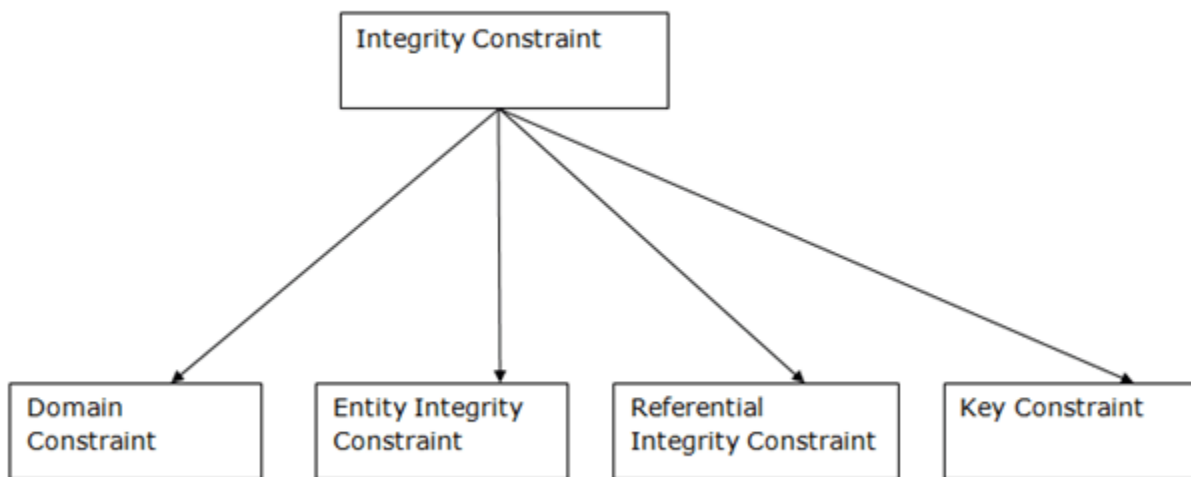 Integrity Constraint
Domain
Constraint
Entity Integrity
Constraint
Referential
Integrity Constraint
Key Constraint